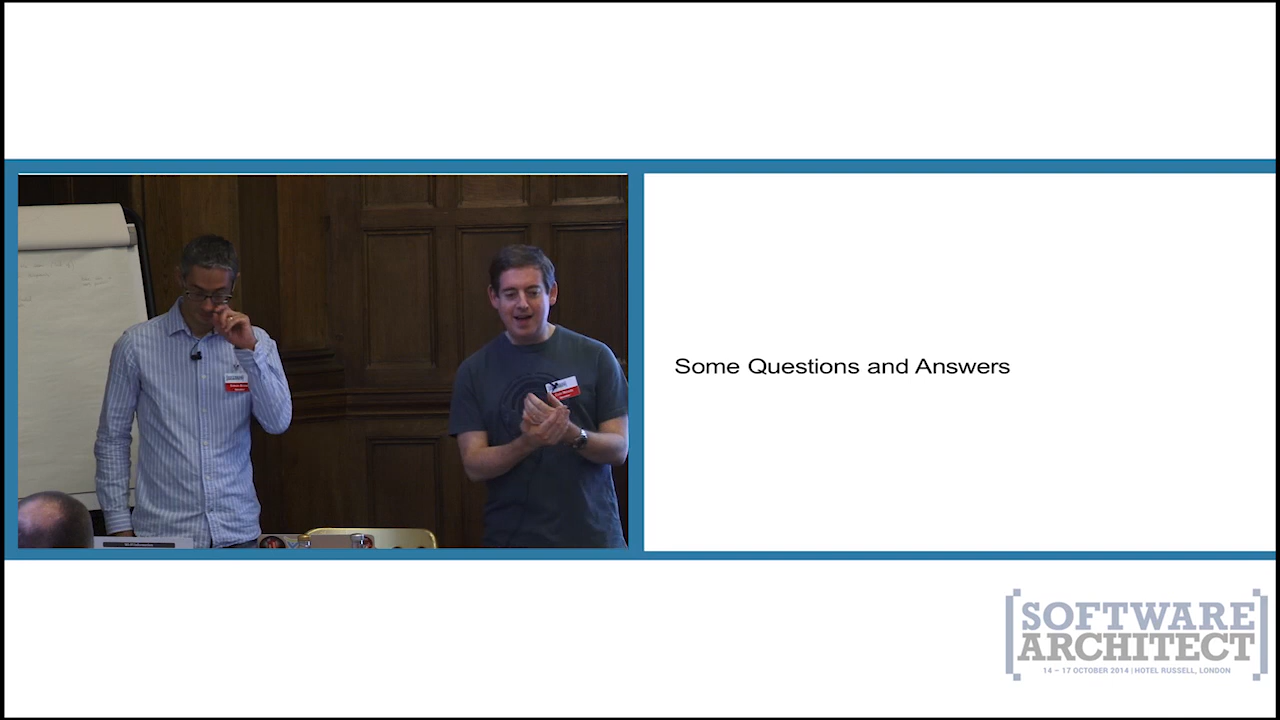 Some Questions and Answers
[SOFTWARE
ARCHITECT]
14 – 17 OCTOBER 2014 | HOTEL RUSSELL, LONDON